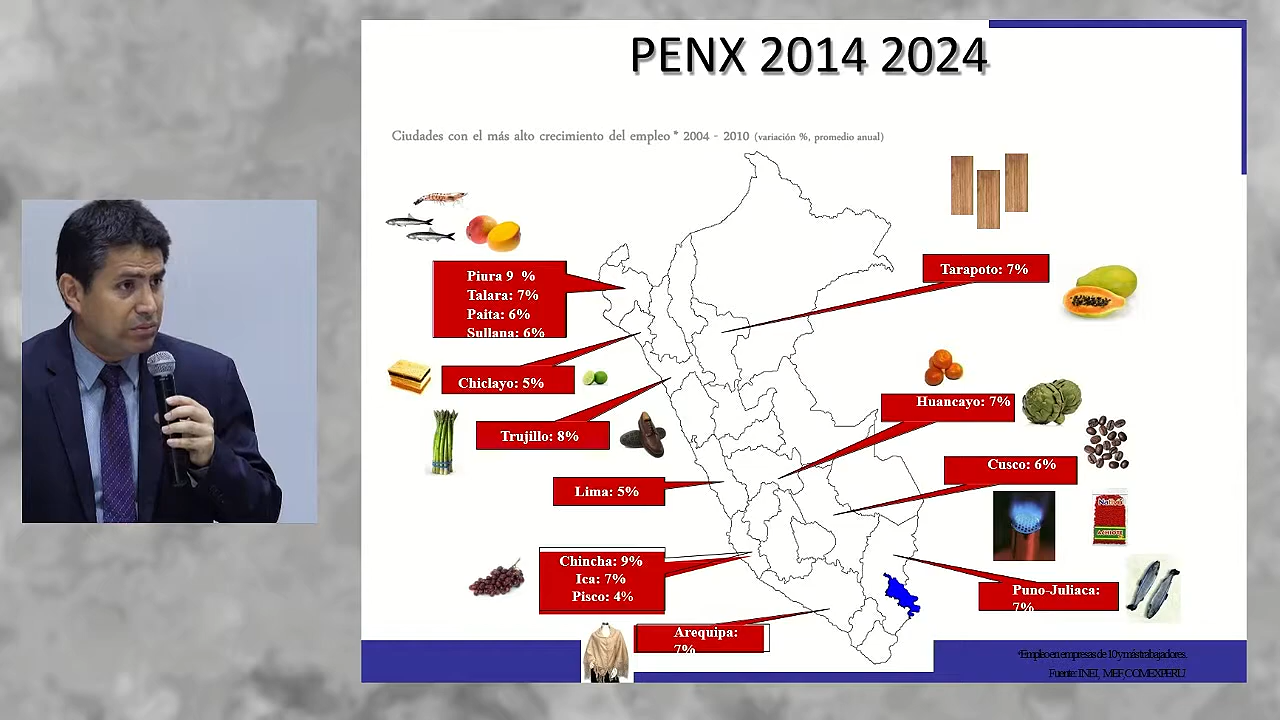 PENX 2014 2024
Ciudades con el más alto crecimiento del empleo * 2004 - 2010 (variación %, promedio anual)
Piura 9 %
Talara: 7%
Paita: 6%
Sullana: 6%
Tarapoto: 7%
Chiclayo: 5%
Huancayo: 7%
Trujillo: 8%
Cusco: 6%
Lima: 5%
ACHIOTE
Chincha: 9%
Ica: 7%
Pisco: 4%
Puno-Juliaca:
7%
Arequipa:
7%
*Empleo en empresas de 10 y más trabajadores.
Fuente: INEI, MEF, COMEXPERU